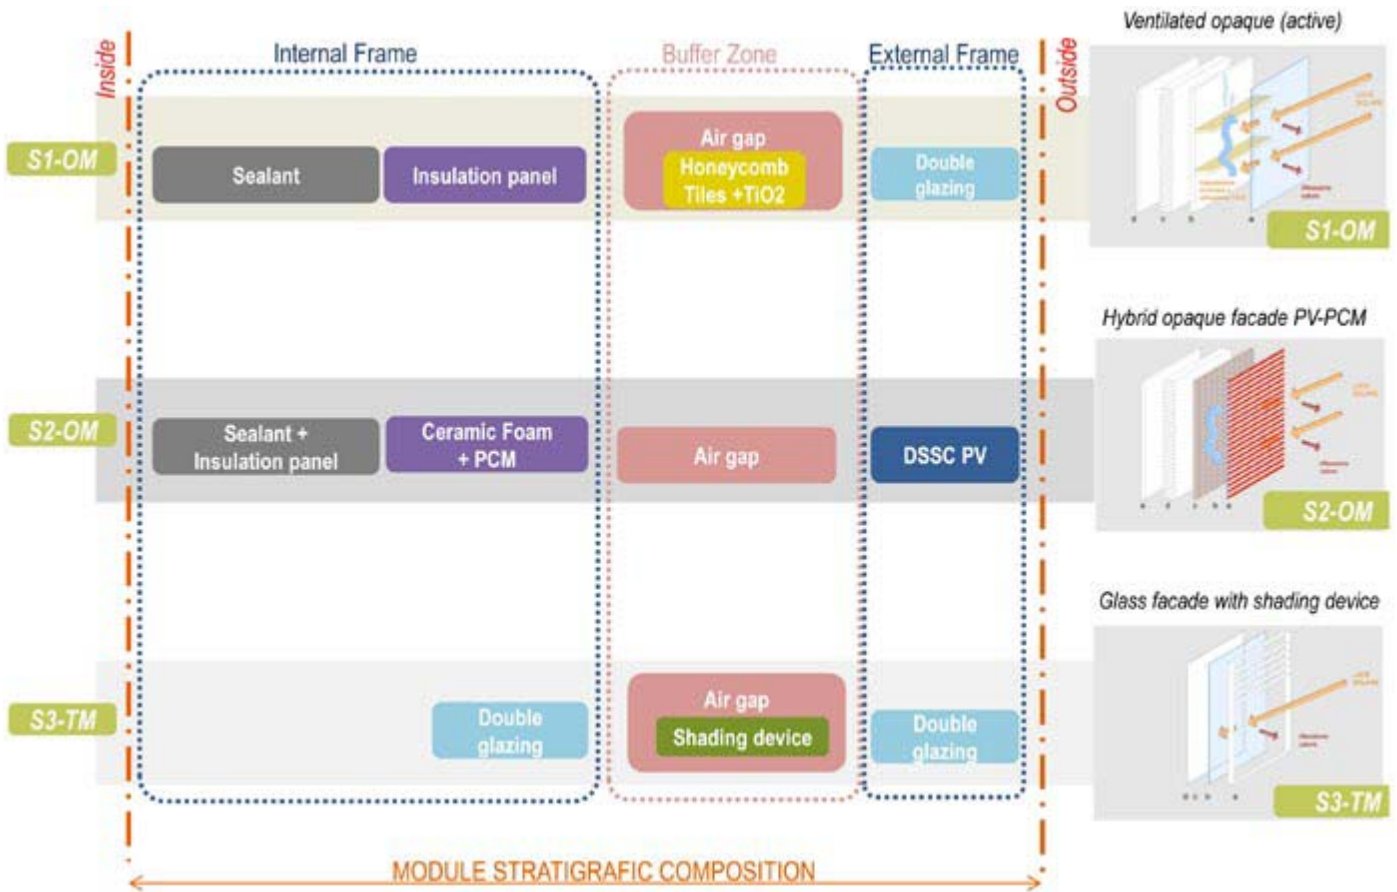 Ventilated opaque (active)
Internal Frame
Buffer Zone
External Frame
Inside
Outside
S1-OM
Sealant
Insulation panel
Air gap
Honeycomb
Tiles +TiO2
Double
glazing
S1-OM
Hybrid opaque facade PV-PCM
S2-OM
Sealant +
Insulation panel
Ceramic Foam
+ PCM
Air gap
DSSC PV
S2-OM
Glass facade with shading device
S3-TM
Double
glazing
Air gap
Shading device
Double
glazing
S3-TM
MODULE STRATIGRAFIC COMPOSITION